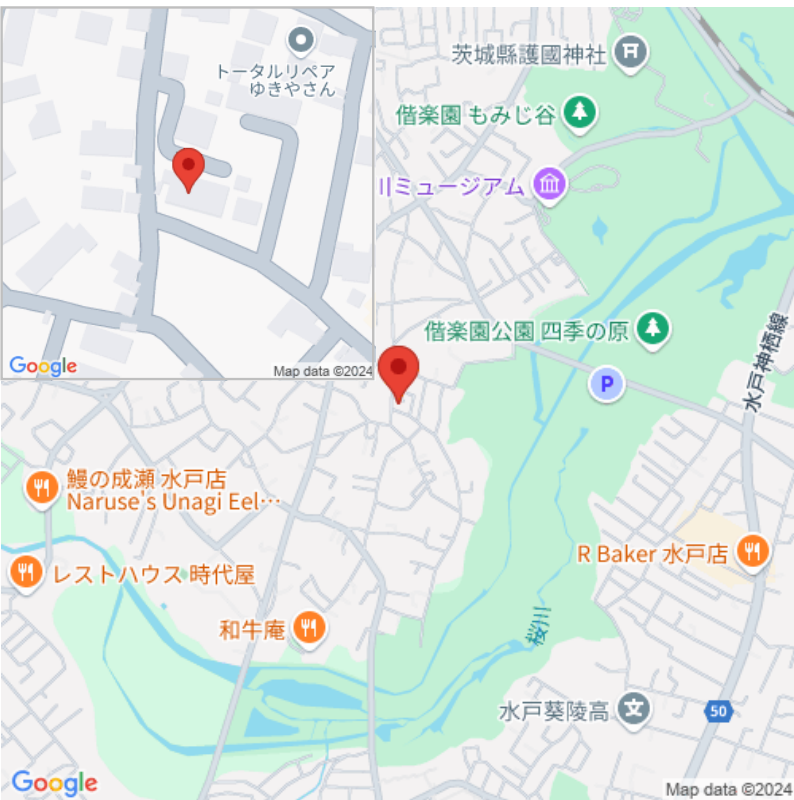 トータルリペア
ゆきやさん
Google
Map data ©2024
茨城縣護國神社
偕楽園 もみじ谷
川ミュージアム
偕楽園公園 四季の原
P
水戸神栖線
鰻の成瀬 水戸店
Naruse's Unagi Eel…
レストハウス 時代屋
R Baker 水戸店
和牛庵
桜川
水戸葵陵高
文
50
Google
Map data ©2024